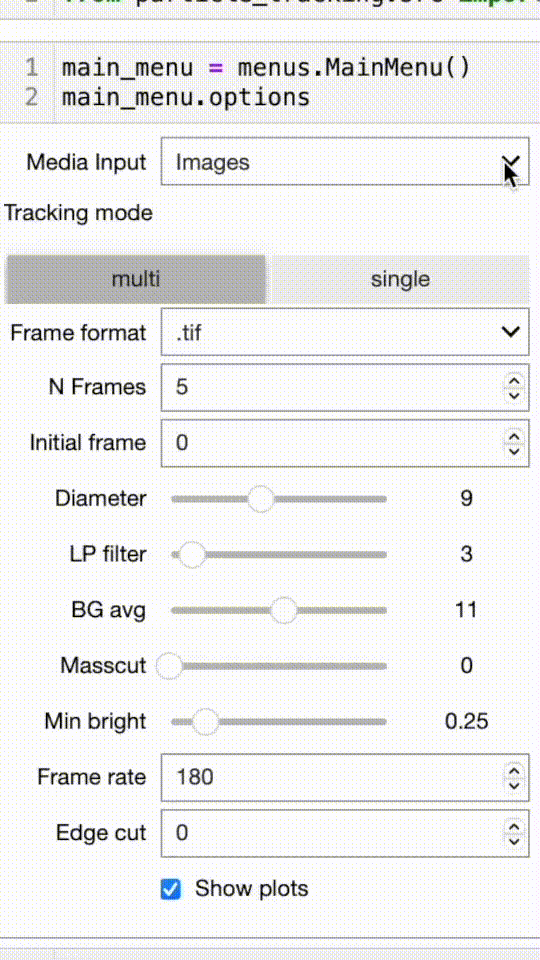 1 main_menu = menus.MainMenu()
2 main_menu.options
Media Input Images
Tracking mode
multi single
Frame format .tif
N Frames 5
Initial frame 0
Diameter 9
LP filter 3
BG avg 11
Masscut 0
Min bright 0.25
Frame rate 180
Edge cut 0
Show plots